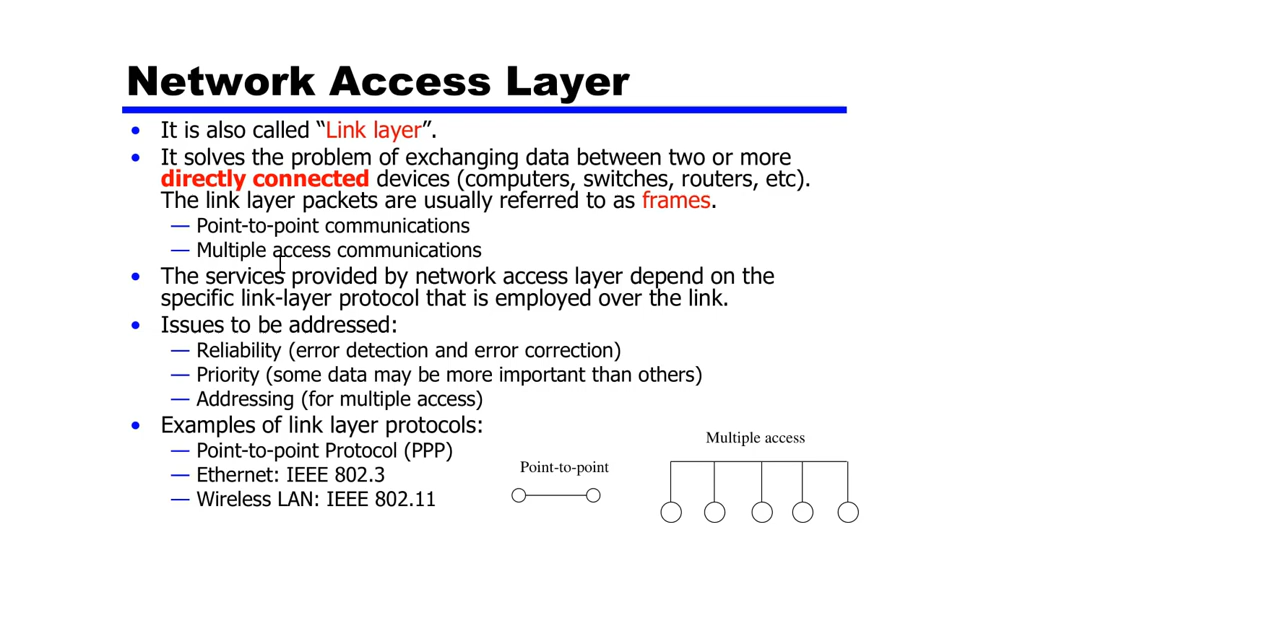 Network Access Layer
• It is also called “Link layer”.
• It solves the problem of exchanging data between two or more
directly connected devices (computers, switches, routers, etc).
The link layer packets are usually referred to as frames.
— Point-to-point communications
— Multiple access communications
• The services provided by network access layer depend on the
specific link-layer protocol that is employed over the link.
• Issues to be addressed:
— Reliability (error detection and error correction)
— Priority (some data may be more important than others)
— Addressing (for multiple access)
• Examples of link layer protocols:
— Point-to-point Protocol (PPP)
— Ethernet: IEEE 802.3
— Wireless LAN: IEEE 802.11
Point-to-point
Multiple access